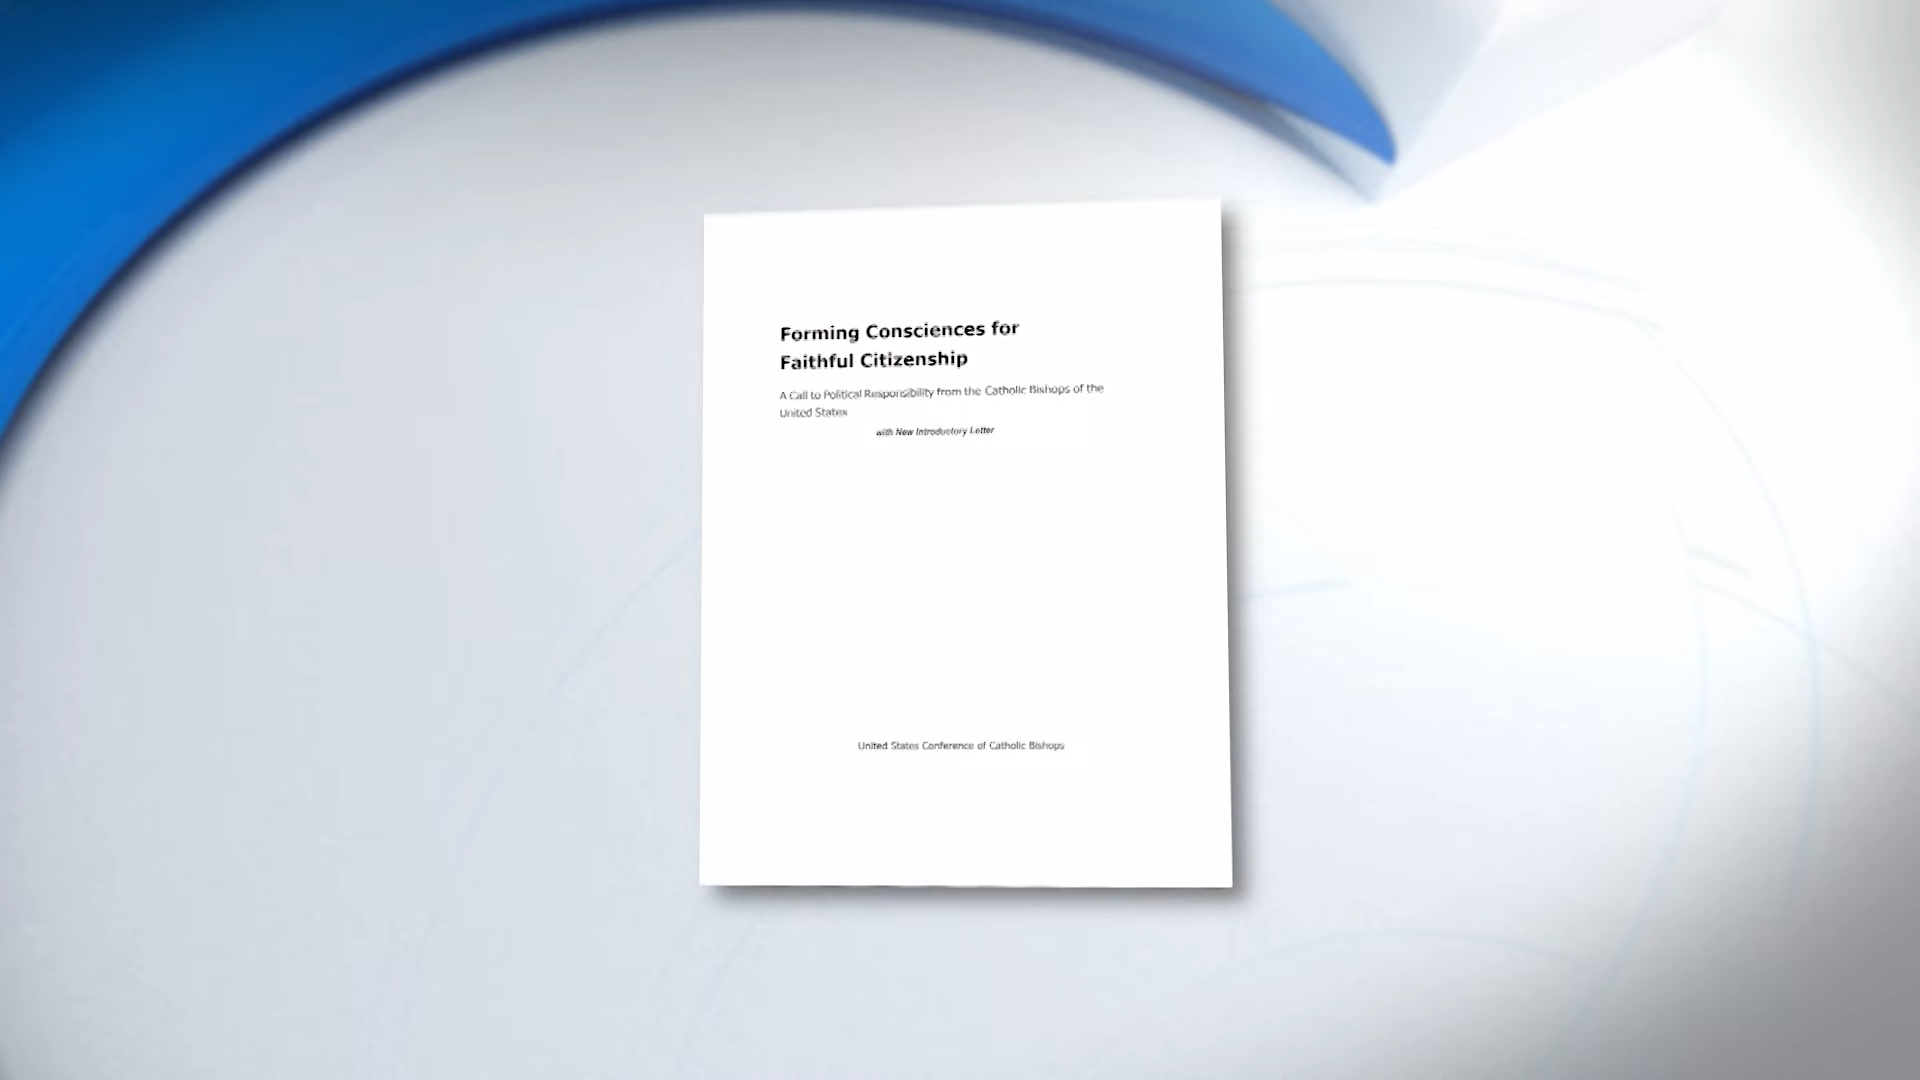 Forming Consciences for
Faithful Citizenship
A Call to Political Responsibility from the Catholic Bishops of the
United States
with New Introductory Letter
United States Conference of Catholic Bishops